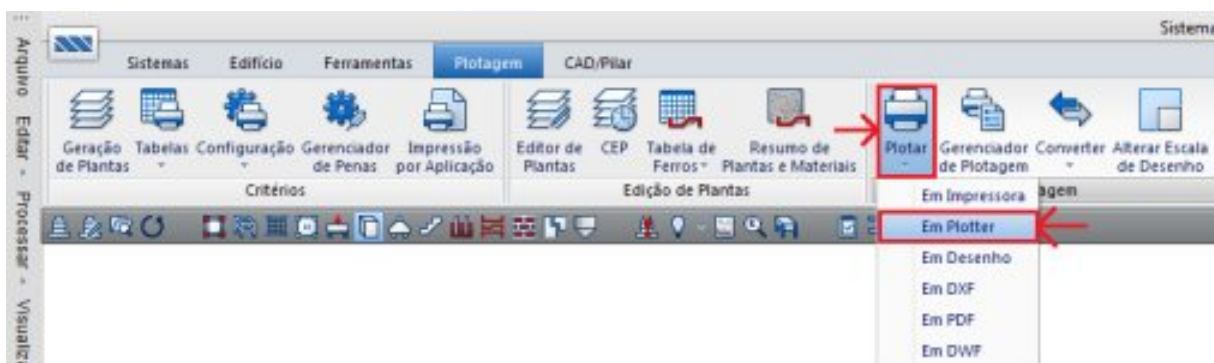 Sistema
Sistemas Edifício Ferramentas Plotagem CAD/Pilar
Geração de Plantas
Tabelas
Configuração
Gerenciador de Penas
Impressão por Aplicação
Editor de Plantas
CEP
Tabela de Ferros
Resumo de Plantas e Materiais
Plotar
Gerenciador de Plotagem
Converter
Alterar Escala de Desenho
Critérios
Edição de Plantas
agem
Em Impressora
Em Plotter
Em Desenho
Em DXF
Em PDF
Em DWF
Arquivo
Editar -
Processar -
Visualiz